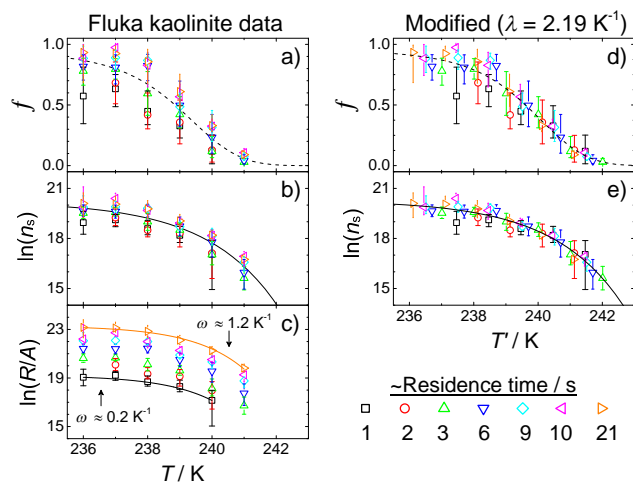 Fluka kaolinite data
Modified (λ = 2.19 K⁻¹)
a)
f
1.0
0.5
0.0
d)
f
1.0
0.5
0.0
b)
ln(nₛ)
21
18
15
e)
ln(nₛ)
21
18
15
236 238 240 242
T' / K
c)
ln(R/A)
27
23
19
15
ω ≈ 1.2 K⁻¹
ω ≈ 0.2 K⁻¹
236 238 240 242
T / K
~Residence time / s
1 2 3 6 9 10 21